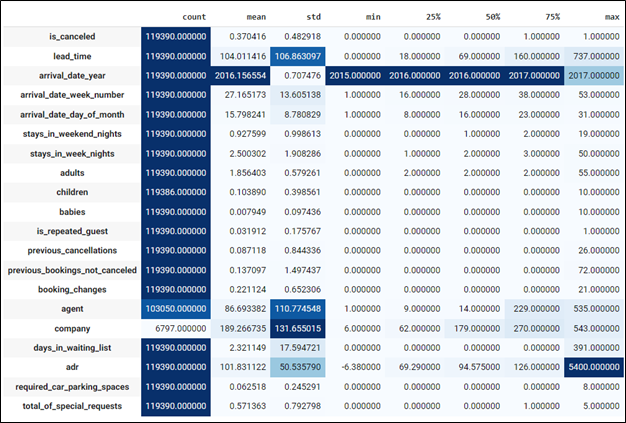 count mean std min 25% 50% 75% max
is_canceled 119390.000000 0.370416 0.482918 0.000000 0.000000 0.000000 1.000000 1.000000
lead_time 119390.000000 104.011416 106.863097 0.000000 18.000000 69.000000 160.000000 737.000000
arrival_date_year 119390.000000 2016.156554 0.707476 2015.000000 2016.000000 2016.000000 2017.000000 2017.000000
arrival_date_week_number 119390.000000 27.165173 13.605138 1.000000 16.000000 28.000000 38.000000 53.000000
arrival_date_day_of_month 119390.000000 15.798241 8.780829 1.000000 8.000000 16.000000 23.000000 31.000000
stays_in_weekend_nights 119390.000000 0.927599 0.998613 0.000000 0.000000 1.000000 2.000000 19.000000
stays_in_week_nights 119390.000000 2.500302 1.908286 0.000000 1.000000 2.000000 3.000000 50.000000
adults 119390.000000 1.856403 0.579261 0.000000 2.000000 2.000000 2.000000 55.000000
children 119386.000000 0.103890 0.398561 0.000000 0.000000 0.000000 0.000000 10.000000
babies 119390.000000 0.007949 0.097436 0.000000 0.000000 0.000000 0.000000 10.000000
is_repeated_guest 119390.000000 0.031912 0.175767 0.000000 0.000000 0.000000 0.000000 1.000000
previous_cancellations 119390.000000 0.087118 0.844336 0.000000 0.000000 0.000000 0.000000 26.000000
previous_bookings_not_canceled 119390.000000 0.137097 1.497437 0.000000 0.000000 0.000000 0.000000 72.000000
booking_changes 119390.000000 0.221124 0.652306 0.000000 0.000000 0.000000 0.000000 21.000000
agent 103050.000000 86.693382 110.774548 1.000000 9.000000 14.000000 229.000000 535.000000
company 6797.000000 189.266735 131.655015 6.000000 62.000000 179.000000 270.000000 543.000000
days_in_waiting_list 119390.000000 2.321149 17.594721 0.000000 0.000000 0.000000 0.000000 391.000000
adr 119390.000000 101.831122 50.535790 -6.380000 69.290000 94.575000 126.000000 5400.000000
required_car_parking_spaces 119390.000000 0.062518 0.245291 0.000000 0.000000 0.000000 0.000000 8.000000
total_of_special_requests 119390.000000 0.571363 0.792798 0.000000 0.000000 0.000000 1.000000 5.000000